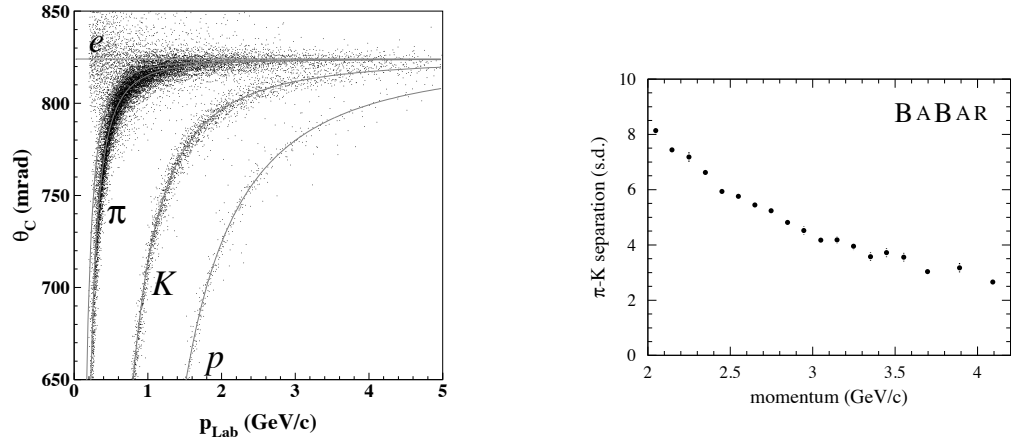 850
800
750
700
650
θC (mrad)
e
π
K
p
0 1 2 3 4 5
pLab (GeV/c)
10
8
6
4
2
0
π-K separation (s.d.)
BABAR
2 2.5 3 3.5 4
momentum (GeV/c)